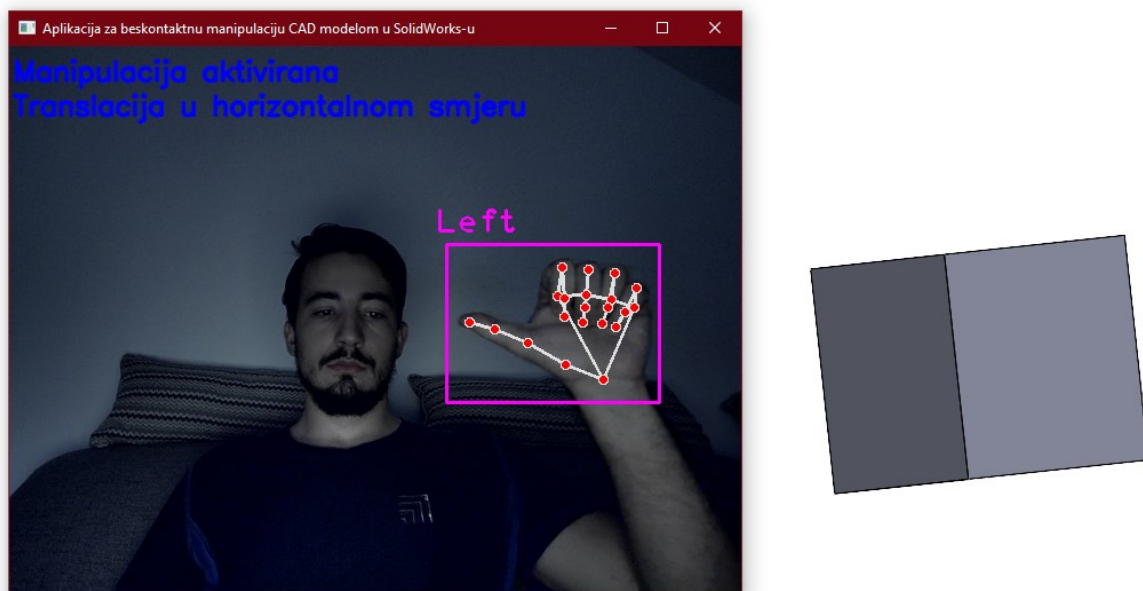 Aplikacija za beskontaktnu manipulaciju CAD modelom u SolidWorks-u
Manipulacija aktivirana
Translacija u horizontalnom smjeru
Left